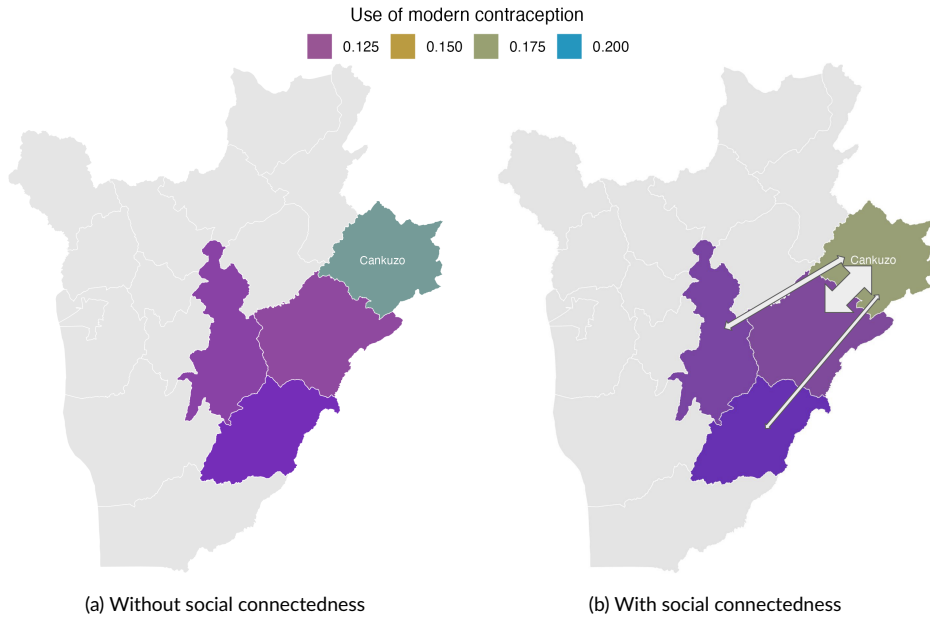 Use of modern contraception
0.125 0.150 0.175 0.200
Cankuzo
Cankuzo
(a) Without social connectedness
(b) With social connectedness